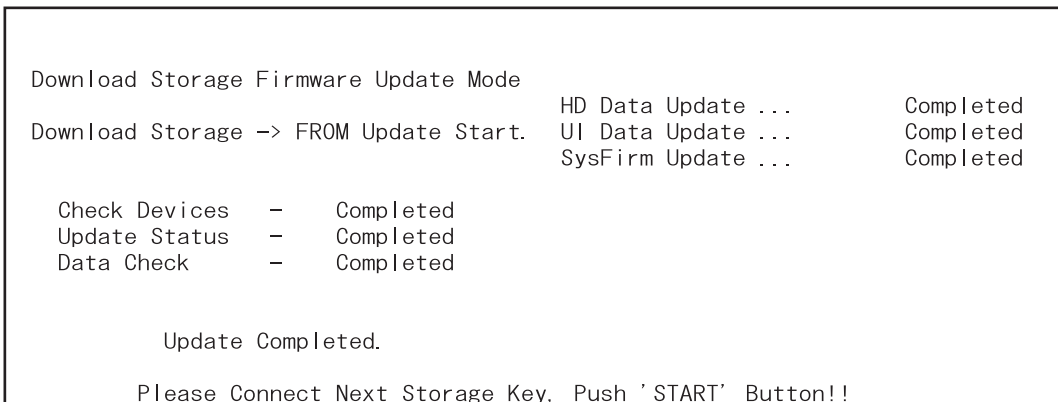 Download Storage Firmware Update Mode
HD Data Update ... Completed
Download Storage -> FROM Update Start. UI Data Update ... Completed
SysFirm Update ... Completed
Check Devices - Completed
Update Status - Completed
Data Check - Completed
Update Completed.
Please Connect Next Storage Key, Push 'START' Button!!